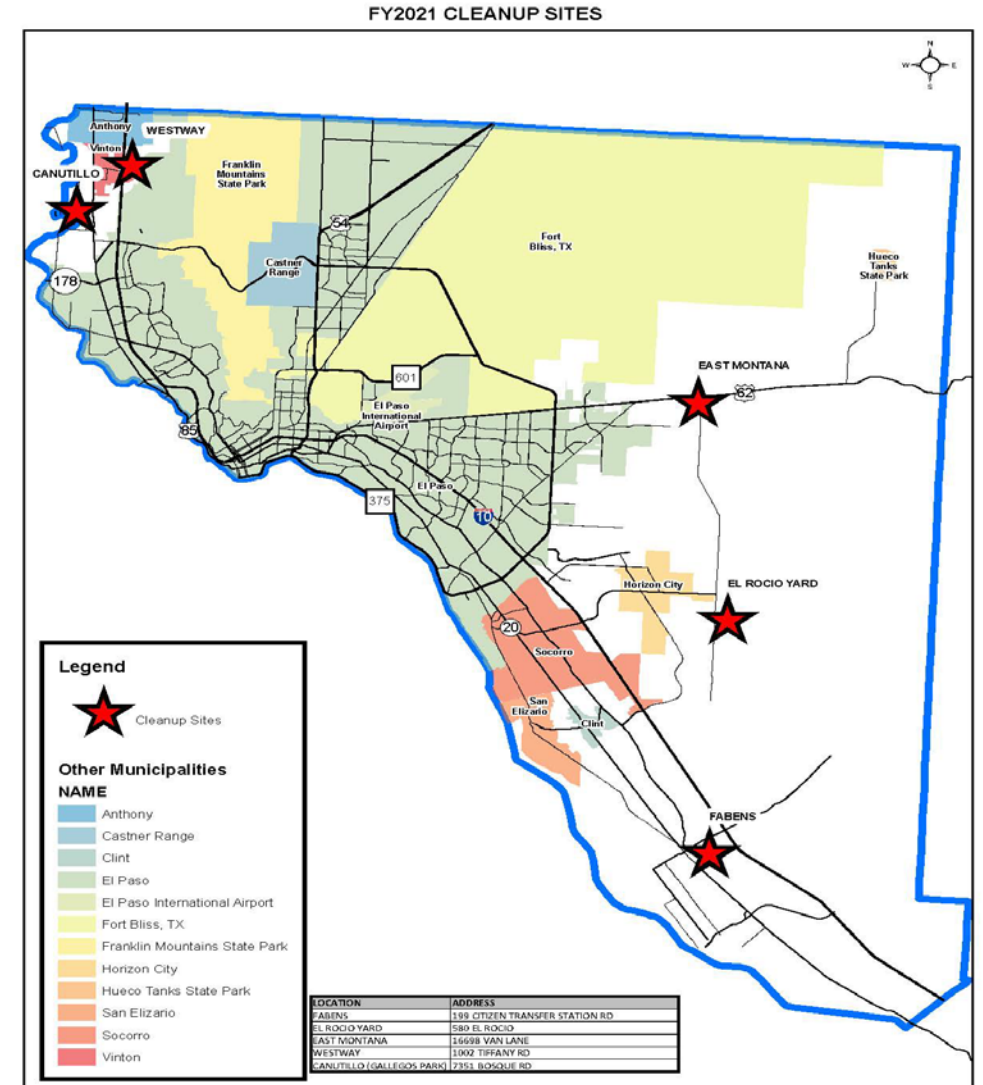 FY2021 CLEANUP SITES
N
W E
S
Anthony
WESTWAY
Vinton
CANUTILLO
Franklin
Mountains
State Park
54
Fort
Bliss, TX
Castner
Range
Hueco
Tanks
State Park
178
EAST MONTANA
601
62
El Paso
International
Airport
85
El Paso
375
10
Horizon City
EL ROCIO YARD
20
Socorro
San
Elizario
Clint
FABENS
Legend
Cleanup Sites
Other Municipalities
NAME
Anthony
Castner Range
Clint
El Paso
El Paso International Airport
Fort Bliss, TX
Franklin Mountains State Park
Horizon City
Hueco Tanks State Park
San Elizario
Socorro
Vinton
LOCATION ADDRESS
FABENS 199 CITIZEN TRANSFER STATION RD
EL ROCIO YARD 580 EL ROCIO
EAST MONTANA 16698 VAN LANE
WESTWAY 1002 TIFFANY RD
CANUTILLO (GALLEGOS PARK) 7351 BOSQUE RD